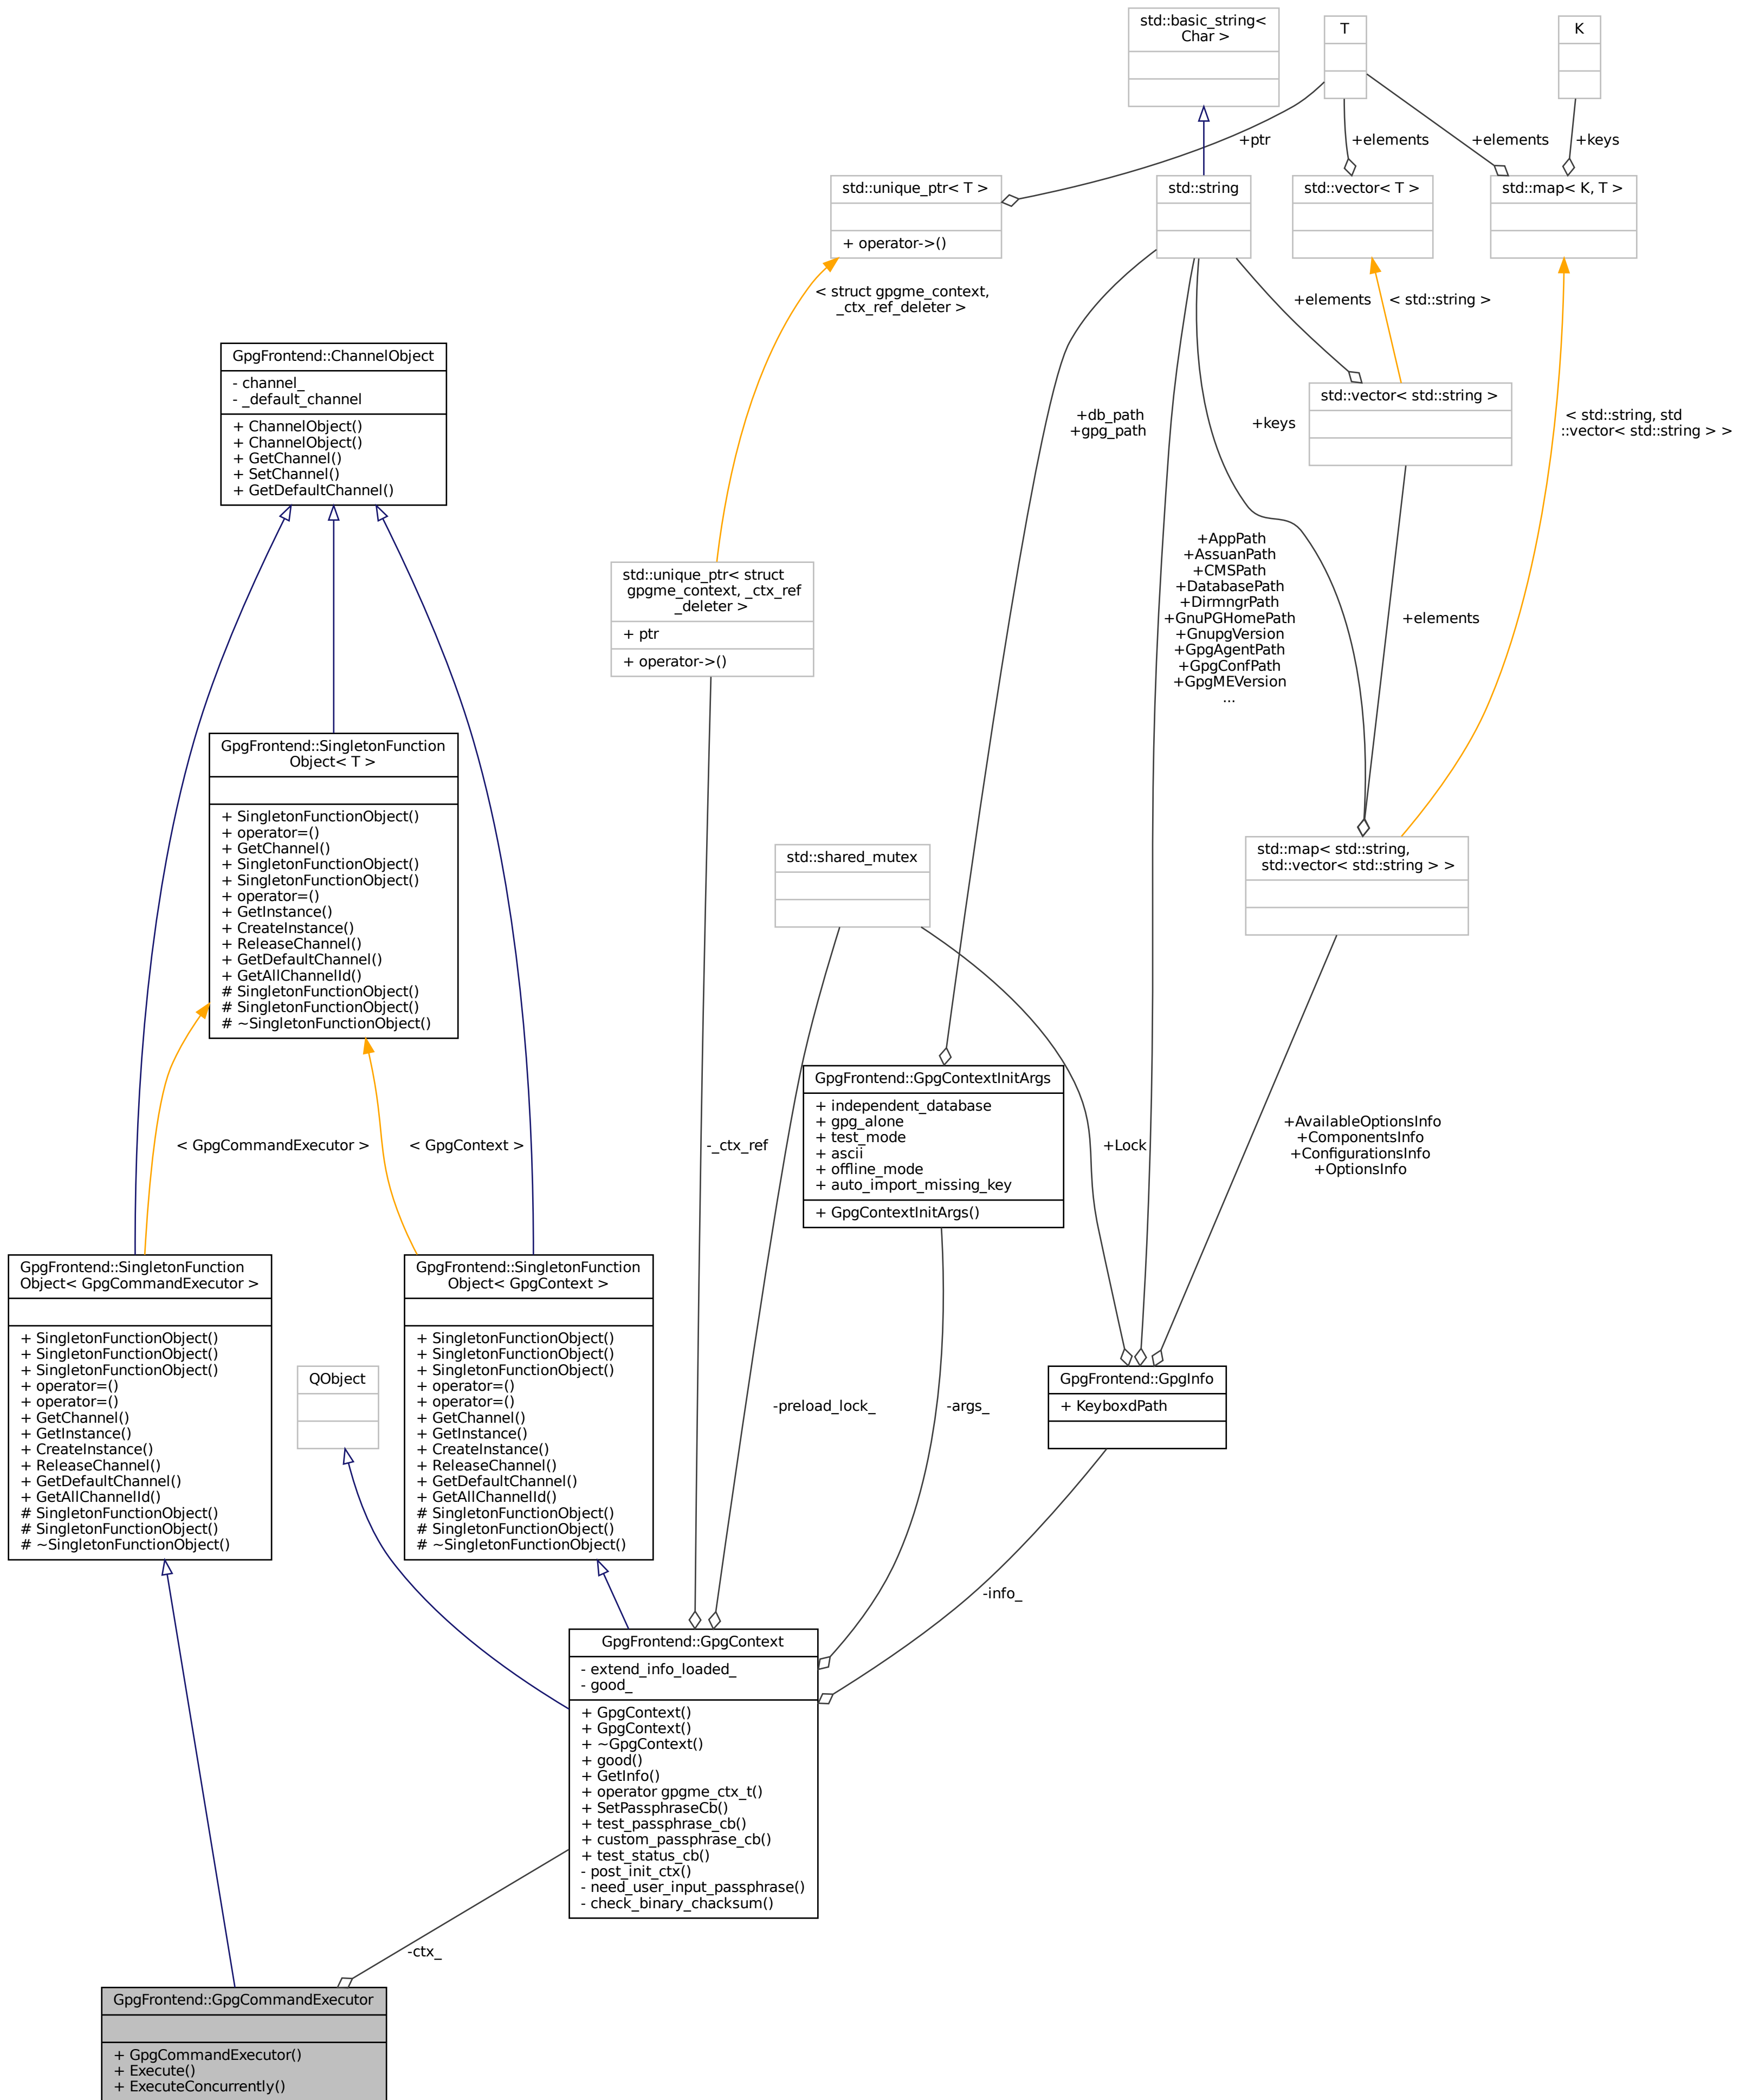 std::basic_string<
Char >
T
K
+ptr
+elements
+elements
+keys
std::unique_ptr< T >
+ operator->()
std::string
std::vector< T >
std::map< K, T >
< struct gpgme_context,
_ctx_ref_deleter >
+elements
< std::string >
GpgFrontend::ChannelObject
- channel_
- _default_channel
+ ChannelObject()
+ ChannelObject()
+ GetChannel()
+ SetChannel()
+ GetDefaultChannel()
+db_path
+gpg_path
+keys
std::vector< std::string >
< std::string, std
::vector< std::string > >
std::unique_ptr< struct
gpgme_context, _ctx_ref
_deleter >
+ ptr
+ operator->()
+AppPath
+AssuanPath
+CMSPath
+DatabasePath
+DirmngrPath
+GnuPGHomePath
+GnupgVersion
+GpgAgentPath
+GpgConfPath
+GpgMEVersion
...
+elements
GpgFrontend::SingletonFunction
Object< T >
+ SingletonFunctionObject()
+ operator=()
+ GetChannel()
+ SingletonFunctionObject()
+ SingletonFunctionObject()
+ operator=()
+ GetInstance()
+ CreateInstance()
+ ReleaseChannel()
+ GetDefaultChannel()
+ GetAllChannelId()
# SingletonFunctionObject()
# SingletonFunctionObject()
# ~SingletonFunctionObject()
std::shared_mutex
std::map< std::string,
std::vector< std::string > >
< GpgCommandExecutor >
< GpgContext >
-_ctx_ref
GpgFrontend::GpgContextInitArgs
+ independent_database
+ gpg_alone
+ test_mode
+ ascii
+ offline_mode
+ auto_import_missing_key
+ GpgContextInitArgs()
+Lock
+AvailableOptionsInfo
+ComponentsInfo
+ConfigurationsInfo
+OptionsInfo
GpgFrontend::SingletonFunction
Object< GpgCommandExecutor >
+ SingletonFunctionObject()
+ SingletonFunctionObject()
+ SingletonFunctionObject()
+ operator=()
+ operator=()
+ GetChannel()
+ GetInstance()
+ CreateInstance()
+ ReleaseChannel()
+ GetDefaultChannel()
+ GetAllChannelId()
# SingletonFunctionObject()
# SingletonFunctionObject()
# ~SingletonFunctionObject()
QObject
GpgFrontend::SingletonFunction
Object< GpgContext >
+ SingletonFunctionObject()
+ SingletonFunctionObject()
+ SingletonFunctionObject()
+ operator=()
+ operator=()
+ GetChannel()
+ GetInstance()
+ CreateInstance()
+ ReleaseChannel()
+ GetDefaultChannel()
+ GetAllChannelId()
# SingletonFunctionObject()
# SingletonFunctionObject()
# ~SingletonFunctionObject()
-preload_lock_
-args_
GpgFrontend::GpgInfo
+ KeyboxdPath
-info_
GpgFrontend::GpgContext
- extend_info_loaded_
- good_
+ GpgContext()
+ GpgContext()
+ ~GpgContext()
+ good()
+ GetInfo()
+ operator gpgme_ctx_t()
+ SetPassphraseCb()
+ test_passphrase_cb()
+ custom_passphrase_cb()
+ test_status_cb()
- post_init_ctx()
- need_user_input_passphrase()
- check_binary_chacksum()
-ctx_
GpgFrontend::GpgCommandExecutor
+ GpgCommandExecutor()
+ Execute()
+ ExecuteConcurrently()